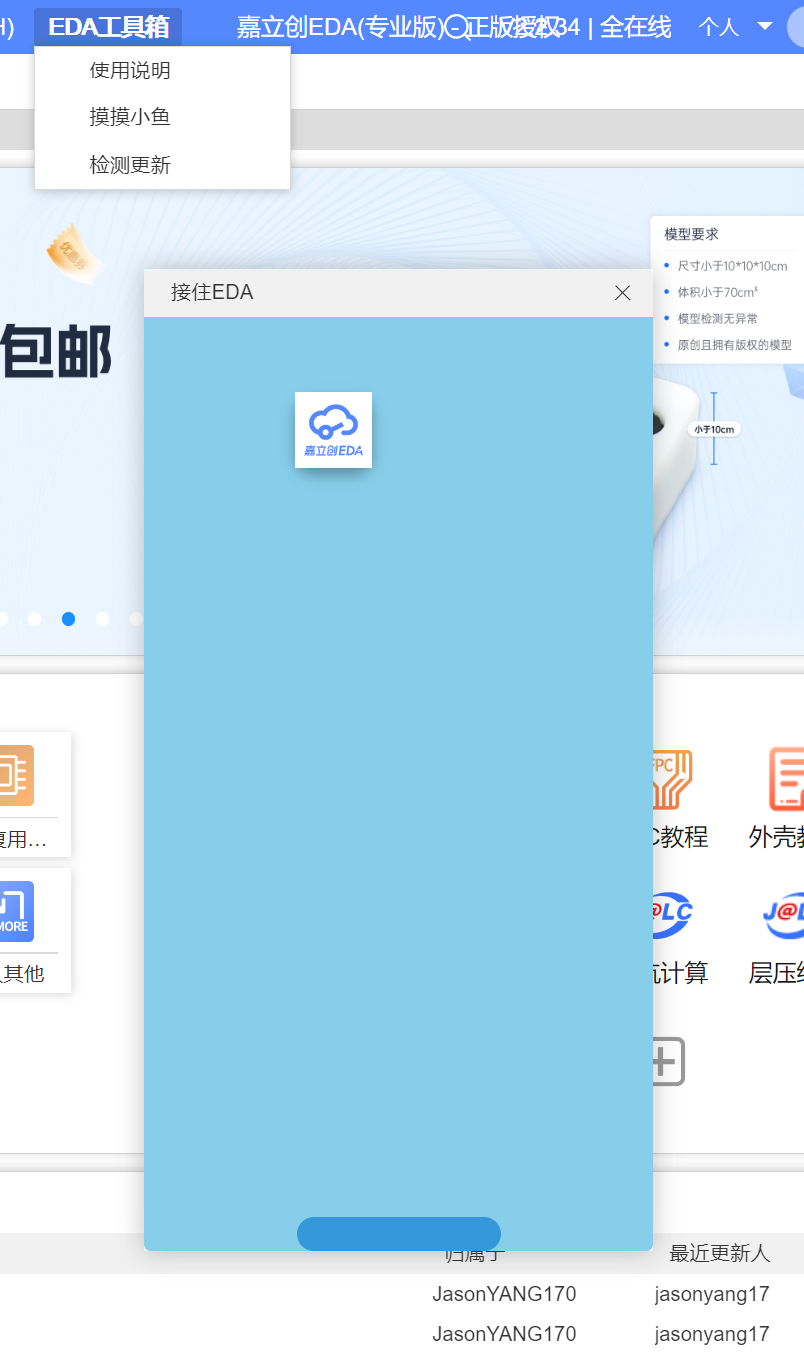 H)
EDA工具箱
嘉立创EDA(专业版) - 正版授权
| 全在线
个人
使用说明
摸摸小鱼
检测更新
优惠券
包邮
模型要求
尺寸小于10*10*10cm
体积小于70cm³
模型检测无异常
原创且拥有版权的模型
小于10cm
接住EDA
嘉立创EDA
复用...
MORE
其他
FPC
C教程
外壳
J@LC
J@L
抗计算
层压结
归属于
最近更新人
JasonYANG170
jasonyang17
JasonYANG170
jasonyang17